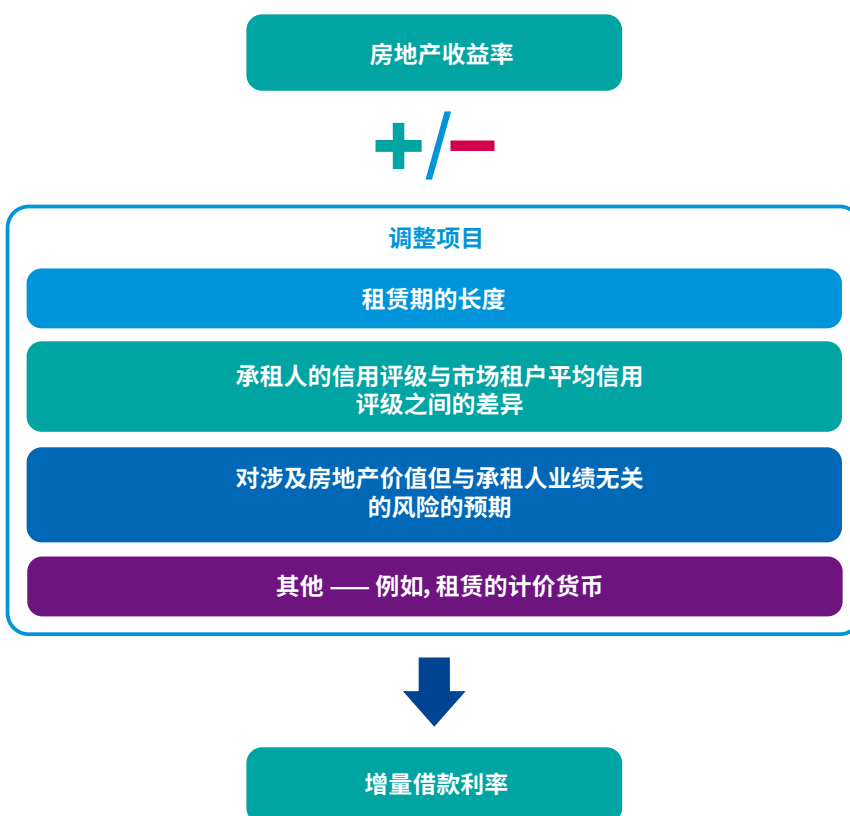 房地产收益率
+/−
调整项目
租赁期的长度
承租人的信用评级与市场租户平均信用
评级之间的差异
对涉及房地产价值但与承租人业绩无关
的风险的预期
其他 —— 例如, 租赁的计价货币
增量借款利率